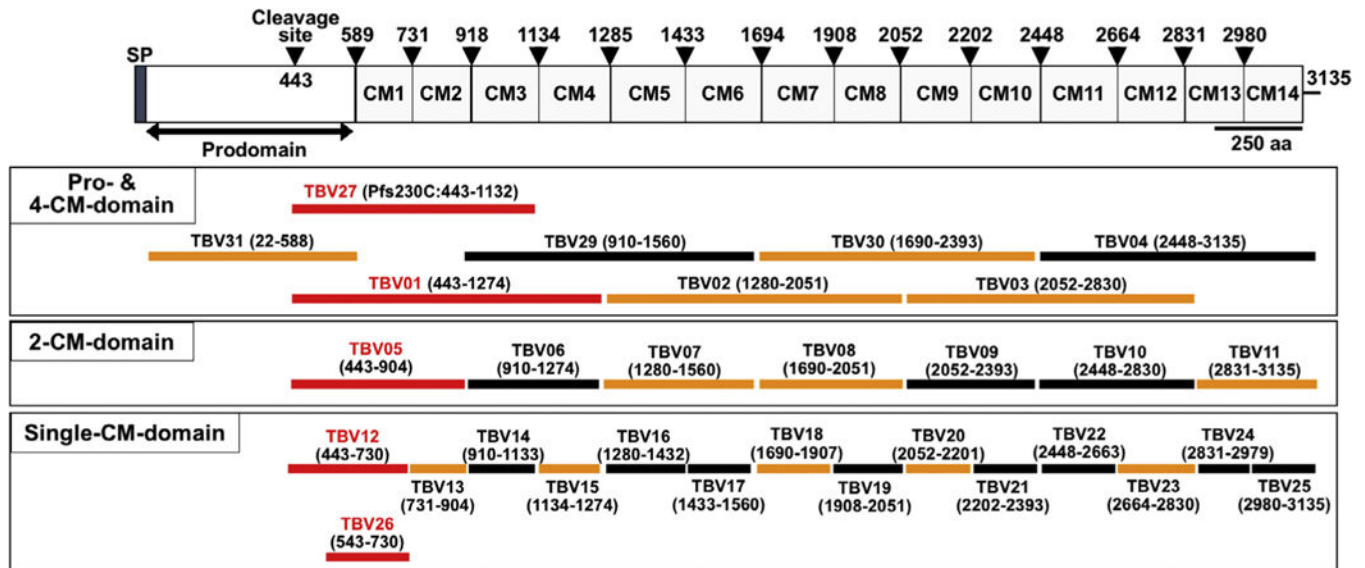 Cleavage
site
589 731 918 1134 1285 1433 1694 1908 2052 2202 2448 2664 2831 2980
SP
443
CM1 CM2 CM3 CM4 CM5 CM6 CM7 CM8 CM9 CM10 CM11 CM12 CM13 CM14
3135
Prodomain
250 aa
Pro- &
4-CM-domain
TBV27 (Pfs230C:443-1132)
TBV31 (22-588) TBV29 (910-1560) TBV30 (1690-2393) TBV04 (2448-3135)
TBV01 (443-1274) TBV02 (1280-2051) TBV03 (2052-2830)
2-CM-domain
TBV05 TBV06 TBV07 TBV08 TBV09 TBV10 TBV11
(443-904) (910-1274) (1280-1560) (1690-2051) (2052-2393) (2448-2830) (2831-3135)
Single-CM-domain
TBV12 TBV14 TBV16 TBV18 TBV20 TBV22 TBV24
(443-730) (910-1133) (1280-1432) (1690-1907) (2052-2201) (2448-2663) (2831-2979)
TBV13 TBV15 TBV17 TBV19 TBV21 TBV23 TBV25
(731-904) (1134-1274) (1433-1560) (1908-2051) (2202-2393) (2664-2830) (2980-3135)
TBV26
(543-730)